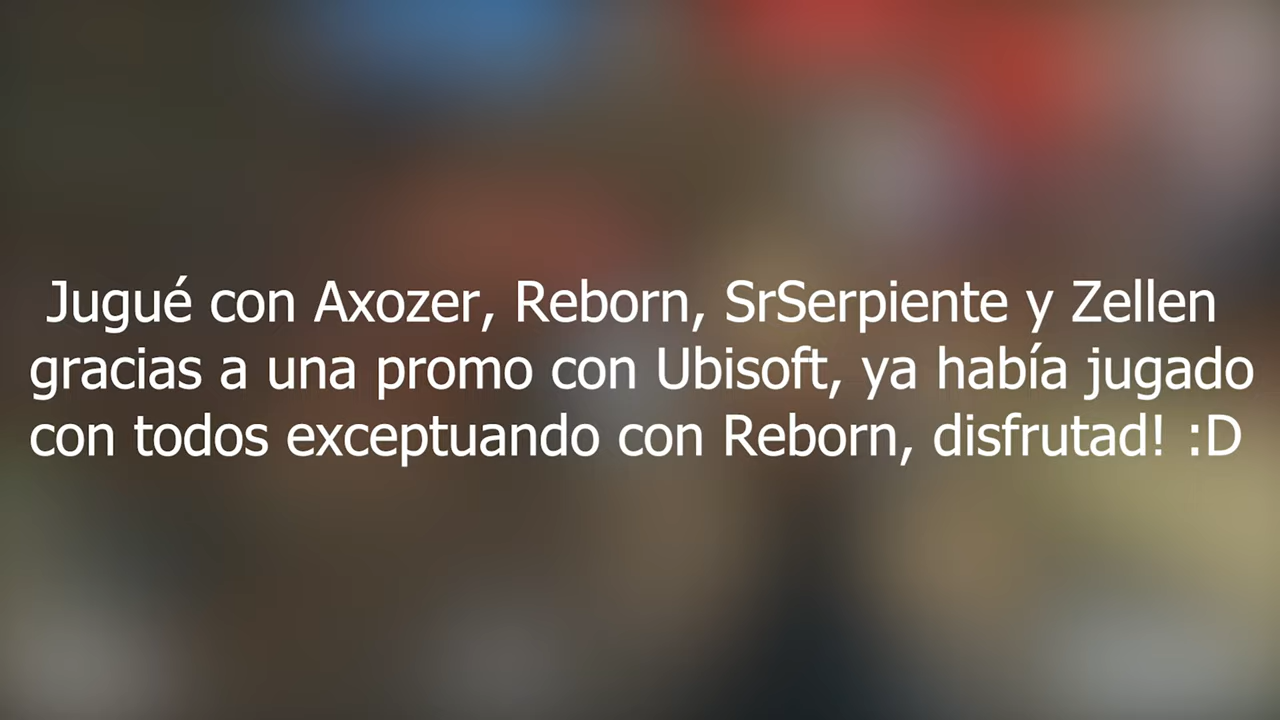 Jugué con Axozer, Reborn, SrSerpiente y Zellen
gracias a una promo con Ubisoft, ya había jugado
con todos exceptuando con Reborn, disfrutad! :D